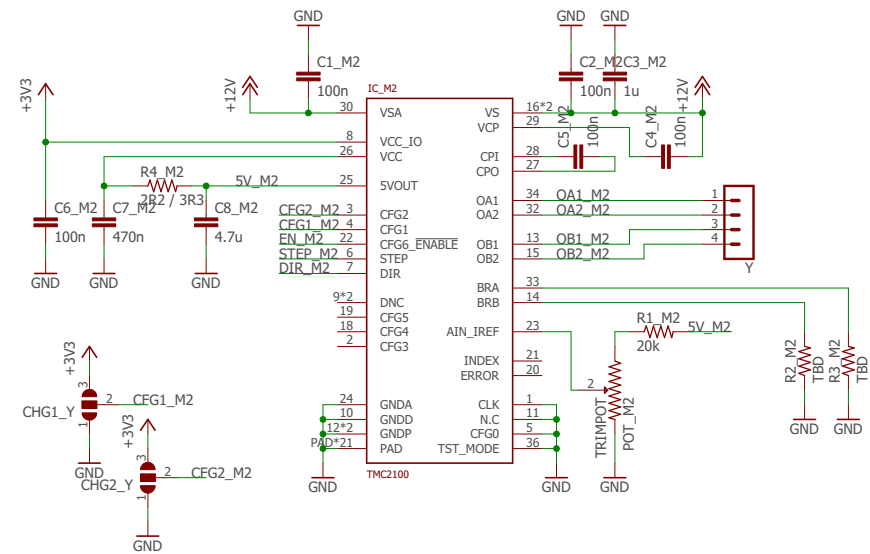 GND
GND
GND
+3V3
+12V
C1_M2
100n
IC_M2
C2_M2
C3_M2
100n
1u
+12V
30
VSA
VS
16*2
VCP
29
C5_M2
100n
C4_M2
100n
8
VCC_IO
26
VCC
CPI
28
CPO
27
R4_M2
2R2 / 3R3
5V_M2
25
5VOUT
C6_M2
100n
C7_M2
470n
C8_M2
4.7u
GND
GND
GND
CFG2_M2
3
CFG2
CFG1_M2
4
CFG1
EN_M2
22
CFG6_ENABLE
STEP_M2
6
STEP
DIR_M2
7
DIR
OA1
34
OA1_M2
1
OA2
32
OA2_M2
2
3
OB1
13
OB1_M2
4
OB2
15
OB2_M2
Y
BRA
33
BRB
14
9*2
DNC
19
CFG5
18
CFG4
2
CFG3
AIN_IREF
23
R1_M2
20k
5V_M2
R2_M2
TBD
R3_M2
TBD
INDEX
21
ERROR
20
2
TRIMPOT
POT_M2
24
GNDA
10
GNDD
12*2
GNDP
PAD*21
PAD
CLK
1
N.C
11
CFG0
5
TST_MODE
36
TMC2100
GND
GND
GND
GND
GND
+3V3
3
2
1
CFG1_M2
CHG1_Y
GND
+3V3
3
2
1
CFG2_M2
CHG2_Y
GND